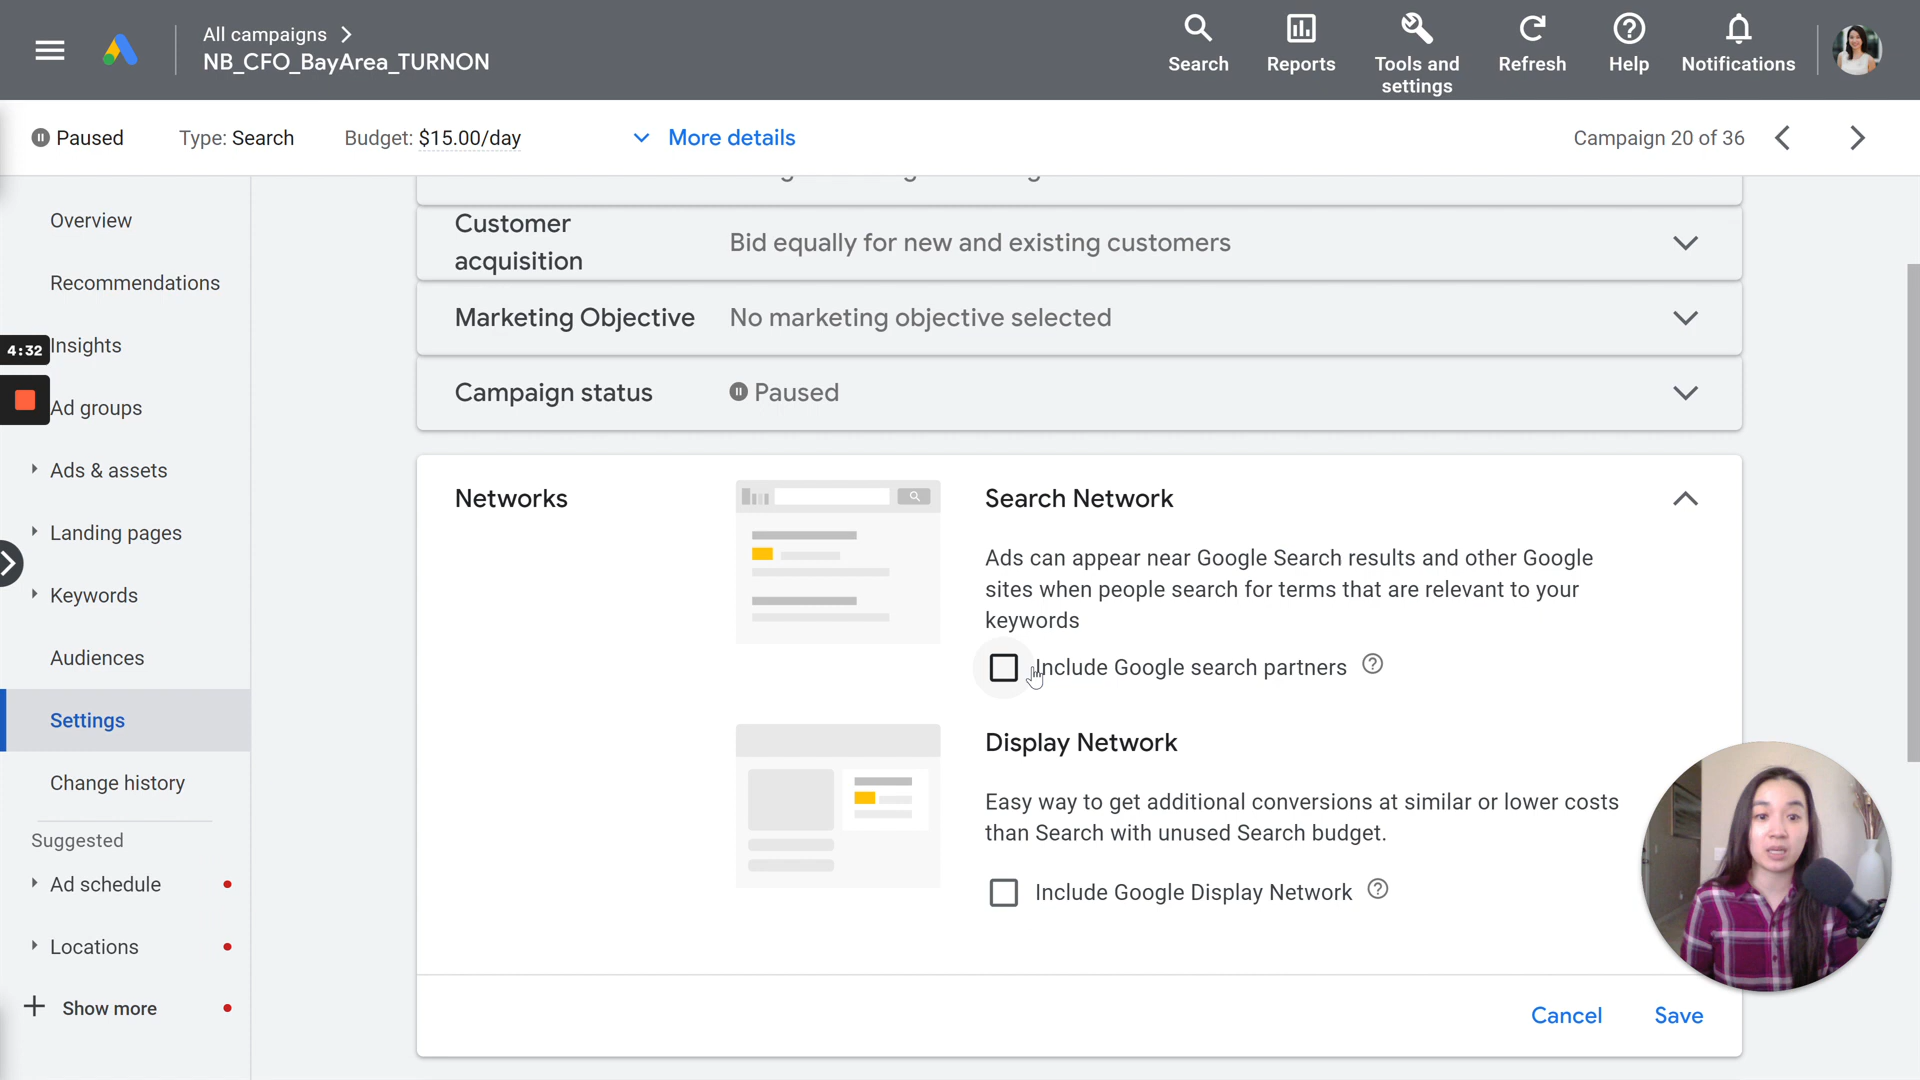 All campaigns
NB_CFO_BayArea_TURNON
Search
Reports
Tools and
settings
Refresh
Help
Notifications
Paused
Type: Search
Budget: $15.00/day
More details
Campaign 20 of 36
Overview
Recommendations
Insights
4:32
Ad groups
Ads & assets
Landing pages
Keywords
Audiences
Settings
Change history
Suggested
Ad schedule
Locations
Show more
Customer
acquisition
Bid equally for new and existing customers
Marketing Objective
No marketing objective selected
Campaign status
Paused
Networks
Search Network
Ads can appear near Google Search results and other Google
sites when people search for terms that are relevant to your
keywords
Include Google search partners
Display Network
Easy way to get additional conversions at similar or lower costs
than Search with unused Search budget.
Include Google Display Network
Cancel
Save